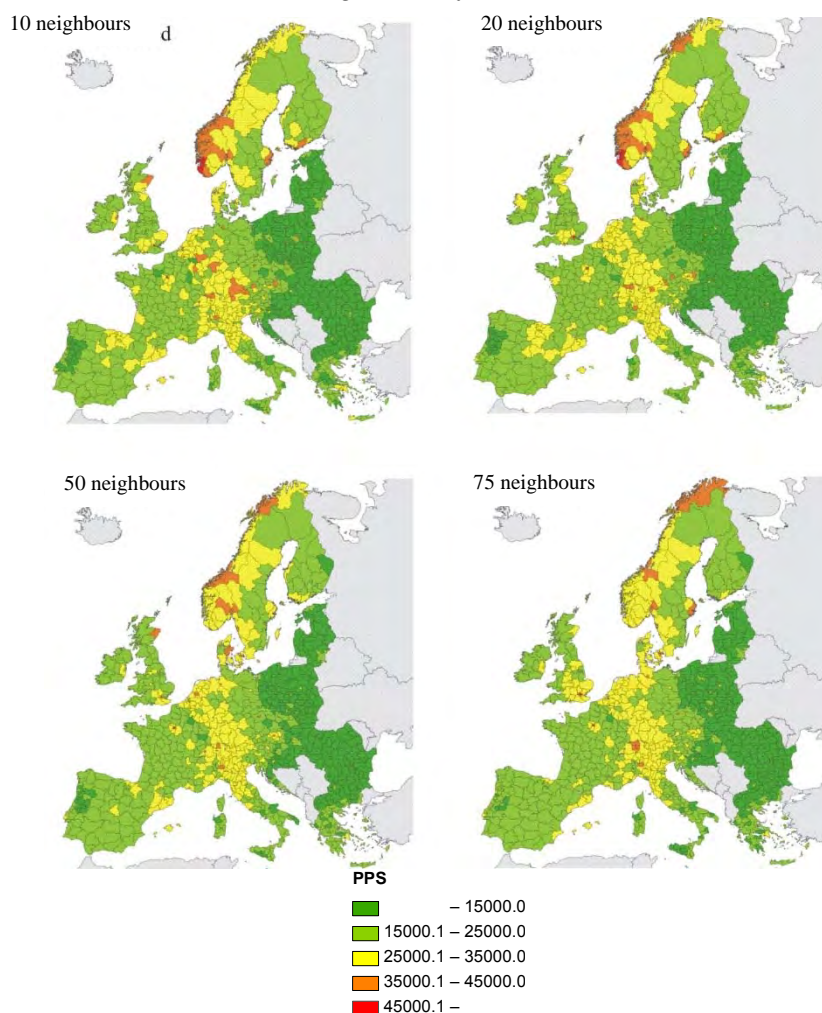 10 neighbours
d
20 neighbours
50 neighbours
75 neighbours
PPS
– 15000.0
15000.1 – 25000.0
25000.1 – 35000.0
35000.1 – 45000.0
45000.1 –